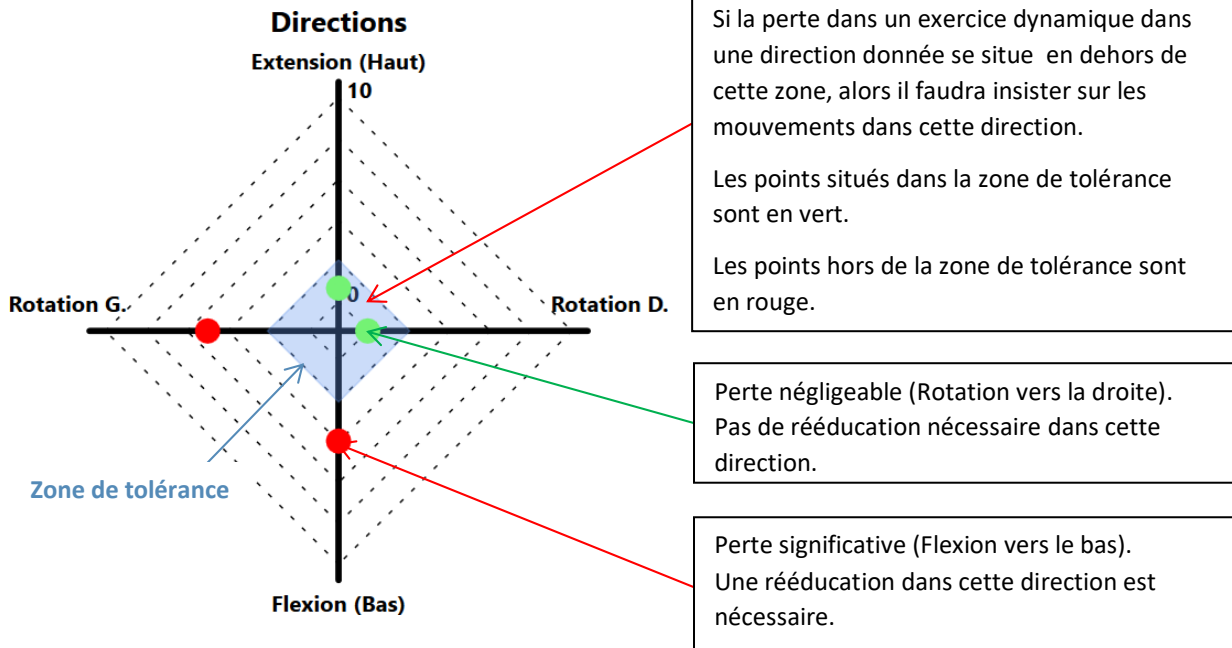 Directions
Extension (Haut)
10
0
Rotation G.
Rotation D.
Flexion (Bas)
Zone de tolérance
Si la perte dans un exercice dynamique dans
une direction donnée se situe  en dehors de
cette zone, alors il faudra insister sur les
mouvements dans cette direction.
Les points situés dans la zone de tolérance
sont en vert.
Les points hors de la zone de tolérance sont
en rouge.
Perte négligeable (Rotation vers la droite).
Pas de rééducation nécessaire dans cette
direction.
Perte significative (Flexion vers le bas).
Une rééducation dans cette direction est
nécessaire.